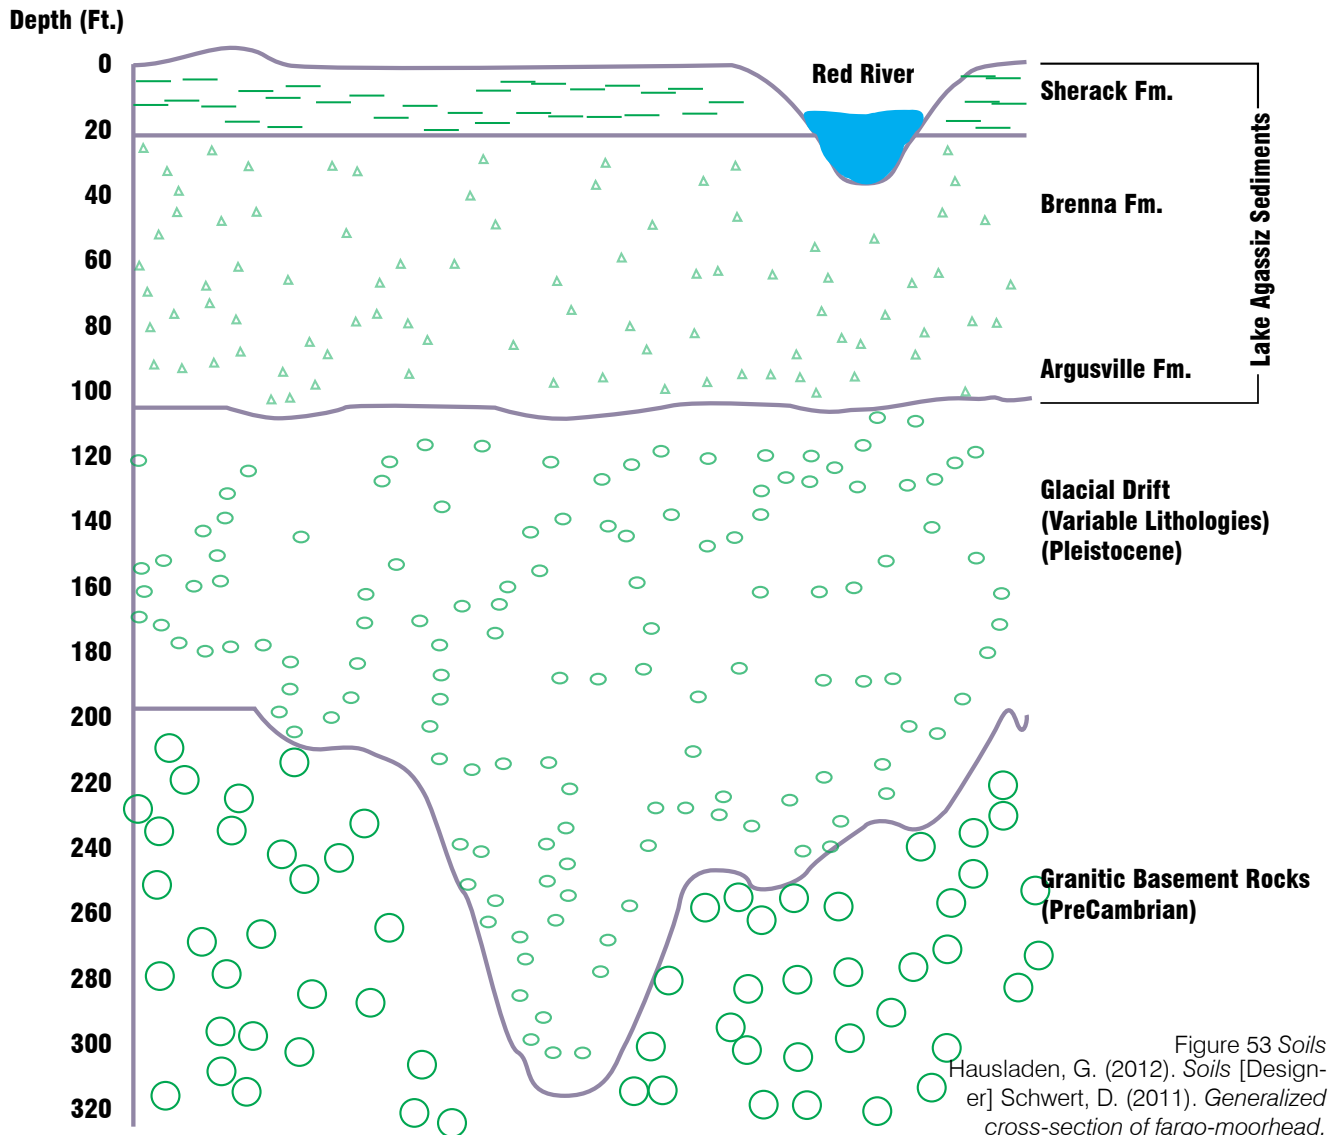 Depth (Ft.)
0
20
40
60
80
100
120
140
160
180
200
220
240
260
280
300
320
Red River
Sherack Fm.
Brenna Fm.
Argusville Fm.
Lake Agassiz Sediments
Glacial Drift
(Variable Lithologies)
(Pleistocene)
Granitic Basement Rocks
(PreCambrian)
Figure 53 Soils
Hausladen, G. (2012). Soils [Design-
er] Schwert, D. (2011). Generalized
cross-section of fargo-moorhead.